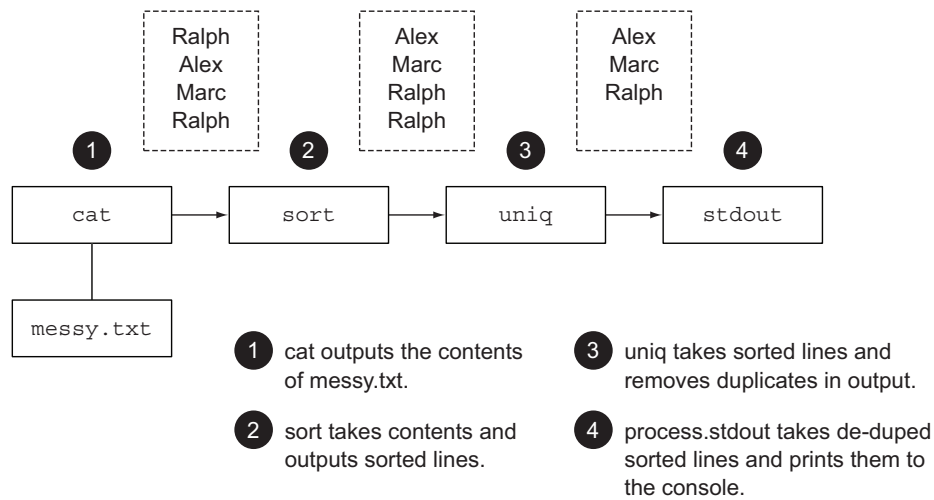 Ralph
Alex
Marc
Ralph
Alex
Marc
Ralph
Ralph
Alex
Marc
Ralph
1
2
3
4
cat
sort
uniq
stdout
messy.txt
1 cat outputs the contents
of messy.txt.
2 sort takes contents and
outputs sorted lines.
3 uniq takes sorted lines and
removes duplicates in output.
4 process.stdout takes de-duped
sorted lines and prints them to
the console.